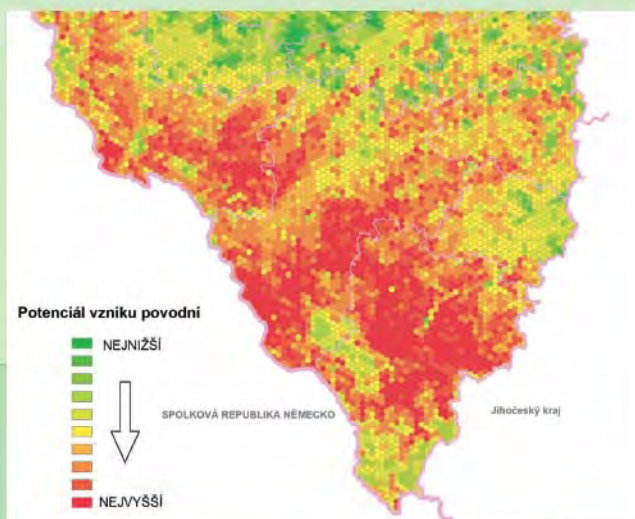 Potenciál vzniku povodní
NEJNIŽŠÍ
SPOLKOVÁ REPUBLIKA NĚMECKO
Jihočeský kraj
NEJVYŠŠÍ